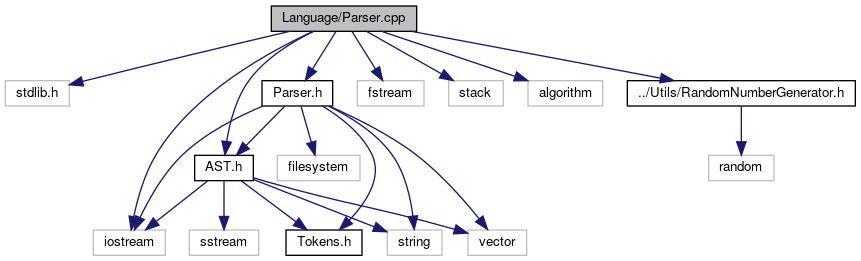 Language/Parser.cpp
stdlib.h
Parser.h
fstream
stack
algorithm
../Utils/RandomNumberGenerator.h
AST.h
filesystem
random
iostream
sstream
Tokens.h
string
vector